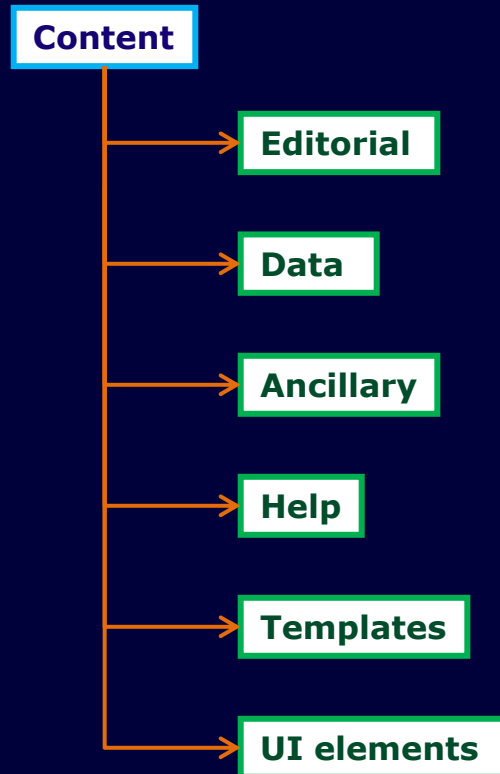 Content
Editorial
Data
Ancillary
Help
Templates
UI elements